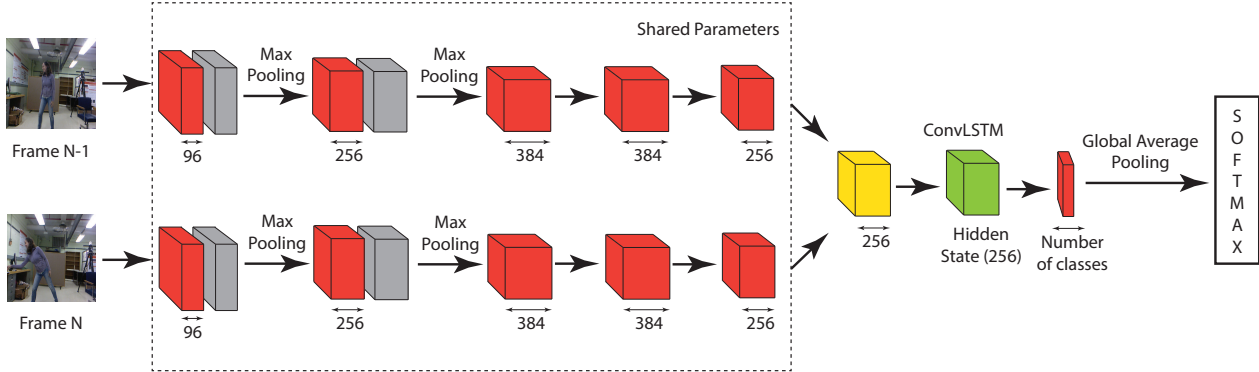 Shared Parameters
Max
Pooling
Max
Pooling
Frame N-1
96
256
384
384
256
Max
Pooling
Max
Pooling
Frame N
96
256
384
384
256
256
ConvLSTM
Hidden
State (256)
Number
of classes
Global Average
Pooling
S
O
F
T
M
A
X